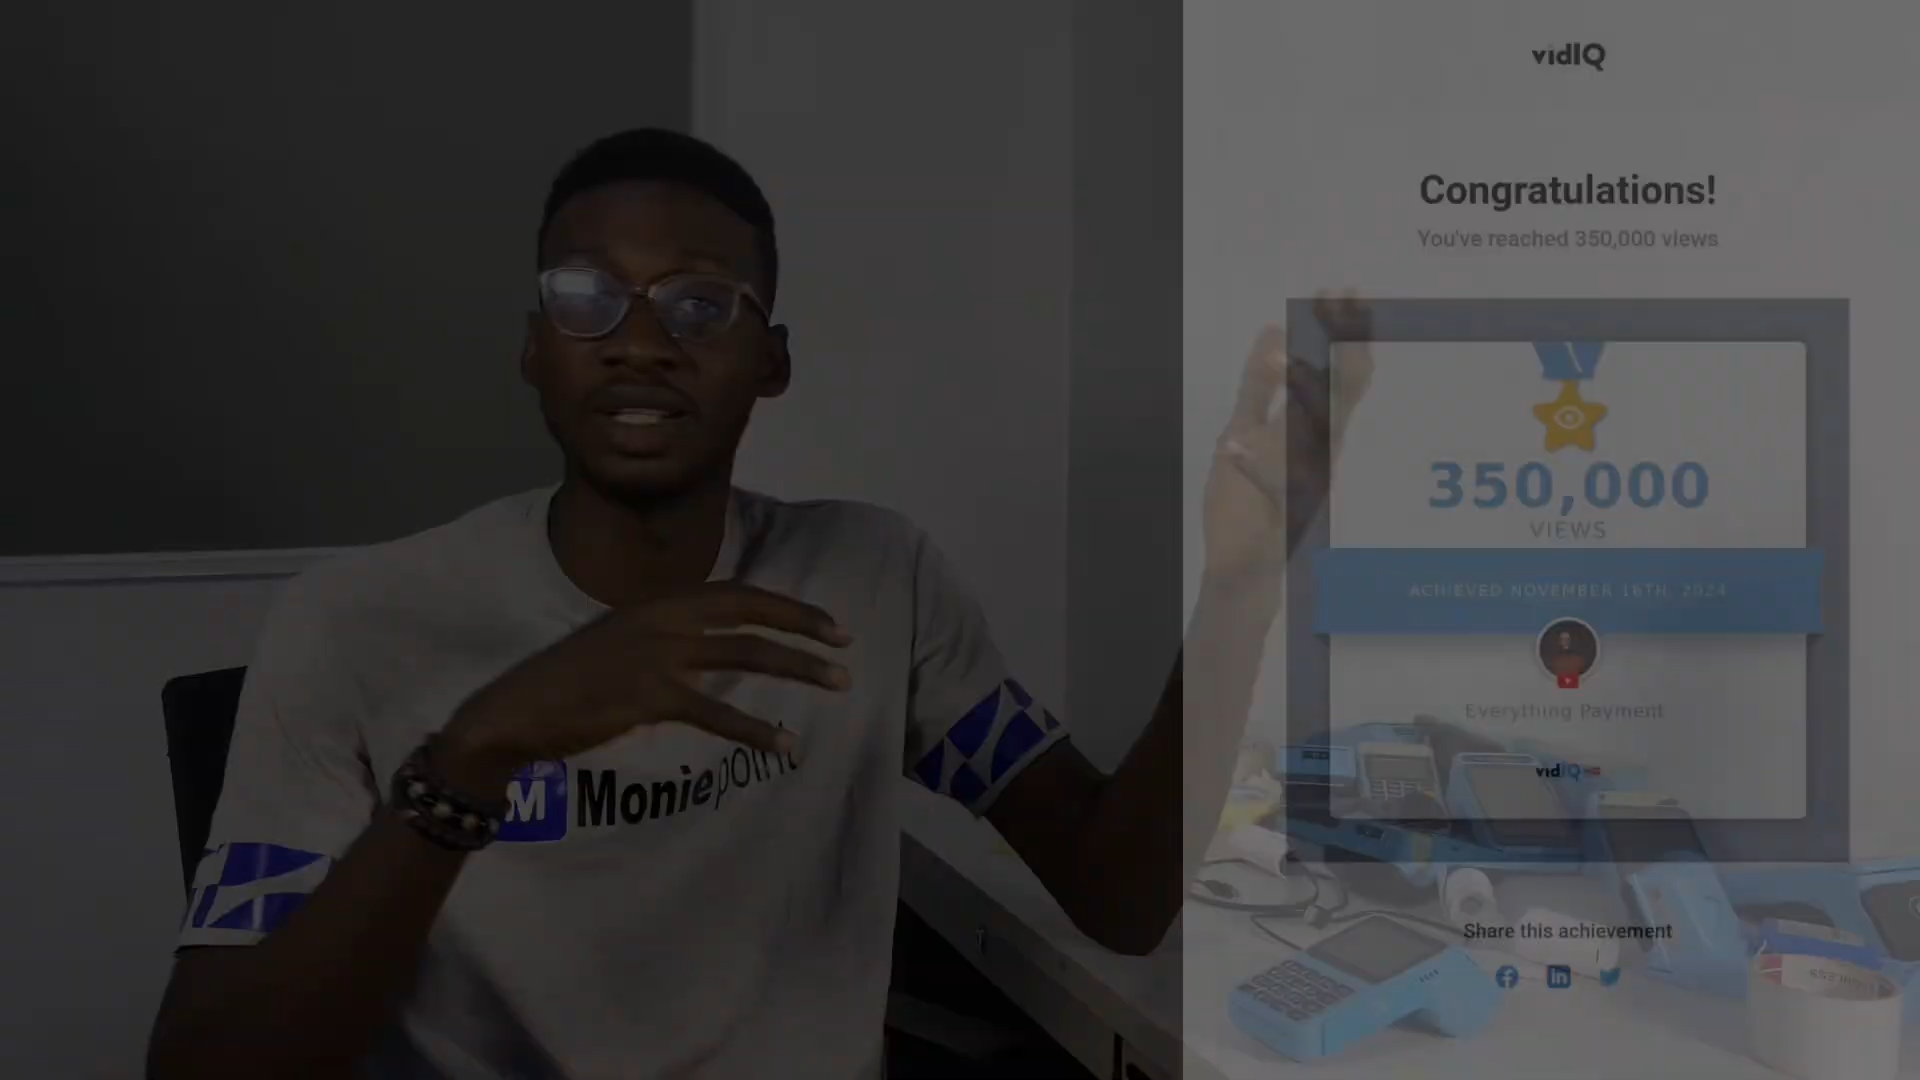 vidIQ
Congratulations!
You've reached 350,000 views
350,000
VIEWS
ACHIEVED NOVEMBER 16TH, 2024
Everything Payment
vidIQ
Share this achievement
M Moniepoint